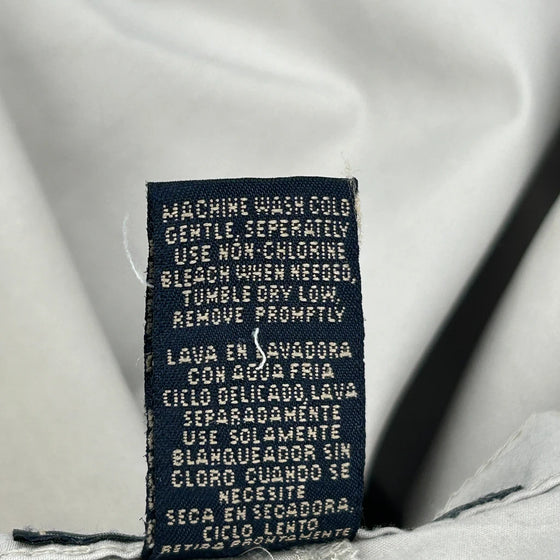 MACHINE WASH COLD
GENTLE, SEPERATELY
USE NON CHLORINE
BLEACH WHEN NEEDED,
TUMBLE DRY LOW,
REMOVE PROMPTLY
LAVA EN LAVADORA
CON AGUA FRIA
CICLO DELICADO, LAVA
SEPARADAMENTE
USE SOLAMENTE
BLANQUEADOR SIN
CLORO CUANDO SE
NECESITE
SECA EN SECADORA,
CICLO LENTO
RETIRA PRONTAMENTE